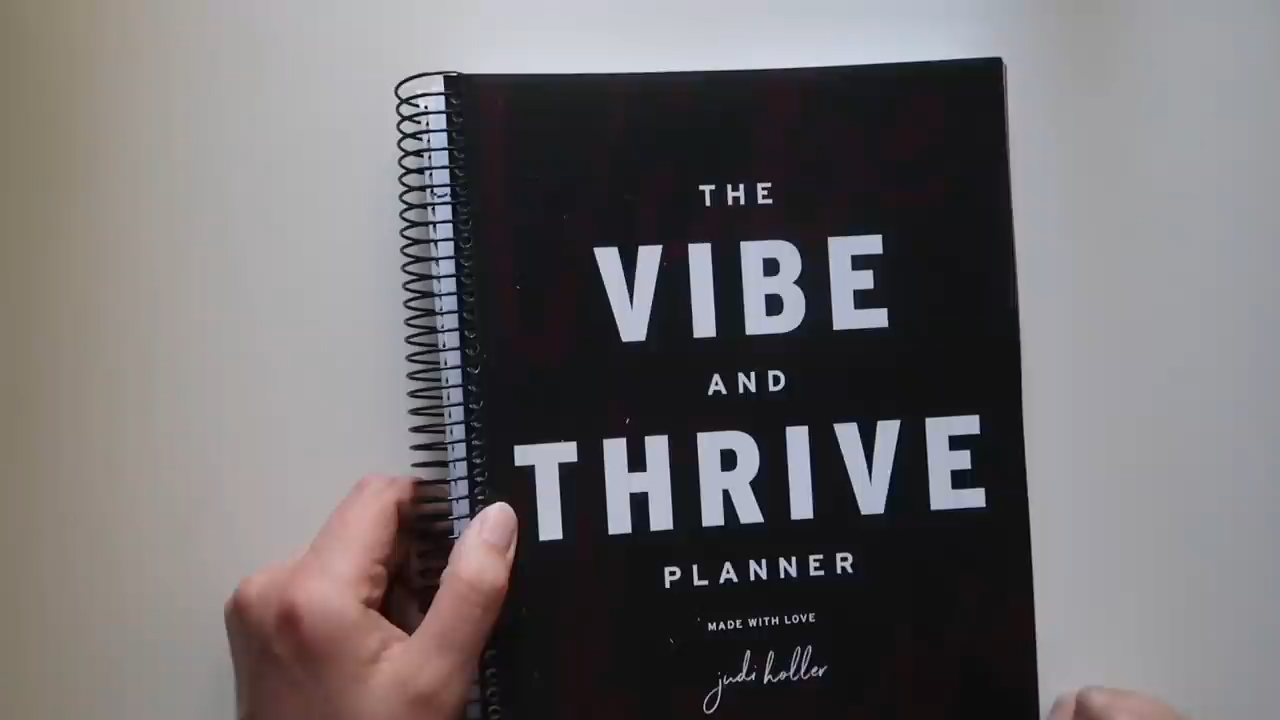 THE
VIBE
AND
THRIVE
PLANNER
MADE WITH LOVE
judi holler